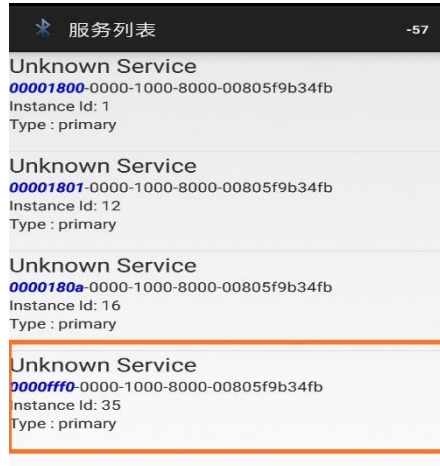 服务列表
-57
Unknown Service
00001800-0000-1000-8000-00805f9b34fb
Instance Id: 1
Type : primary
Unknown Service
00001801-0000-1000-8000-00805f9b34fb
Instance Id: 12
Type : primary
Unknown Service
0000180a-0000-1000-8000-00805f9b34fb
Instance Id: 16
Type : primary
Unknown Service
0000fff0-0000-1000-8000-00805f9b34fb
Instance Id: 35
Type : primary